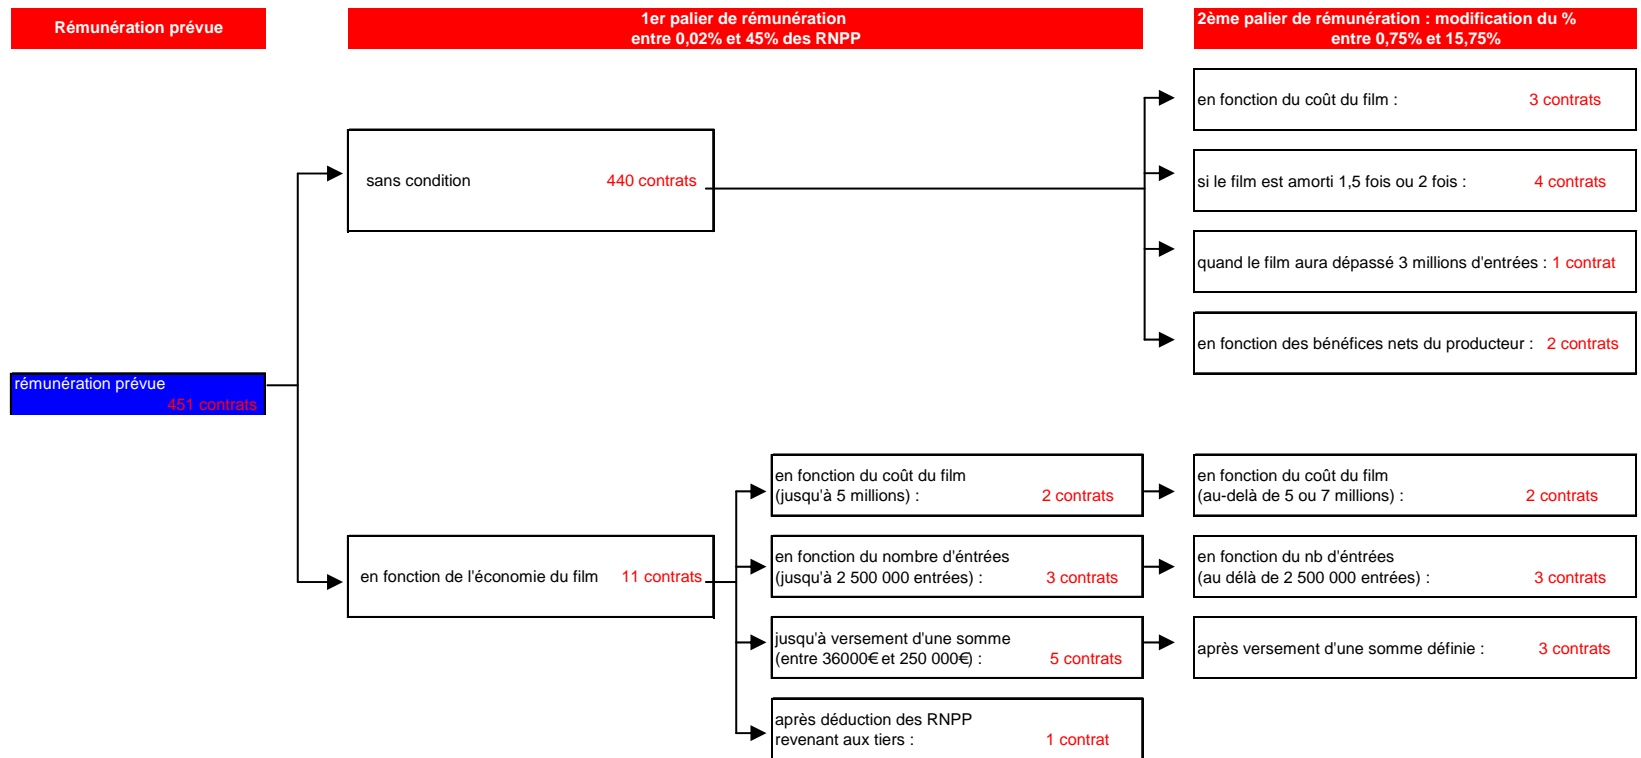 Rémunération prévue
1er palier de rémunération
entre 0,02% et 45% des RNPP
2ème palier de rémunération : modification du %
entre 0,75% et 15,75%
en fonction du coût du film : 3 contrats
sans condition 440 contrats
si le film est amorti 1,5 fois ou 2 fois : 4 contrats
quand le film aura dépassé 3 millions d'entrées : 1 contrat
en fonction des bénéfices nets du producteur : 2 contrats
rémunération prévue
451 contrats
en fonction du coût du film
(jusqu'à 5 millions) : 2 contrats
en fonction du coût du film
(au-delà de 5 ou 7 millions) : 2 contrats
en fonction de l'économie du film 11 contrats
en fonction du nombre d'éntrées
(jusqu'à 2 500 000 entrées) : 3 contrats
en fonction du nb d'éntrées
(au délà de 2 500 000 entrées) : 3 contrats
jusqu'à versement d'une somme
(entre 36000€ et 250 000€) : 5 contrats
après versement d'une somme définie : 3 contrats
après déduction des RNPP
revenant aux tiers : 1 contrat